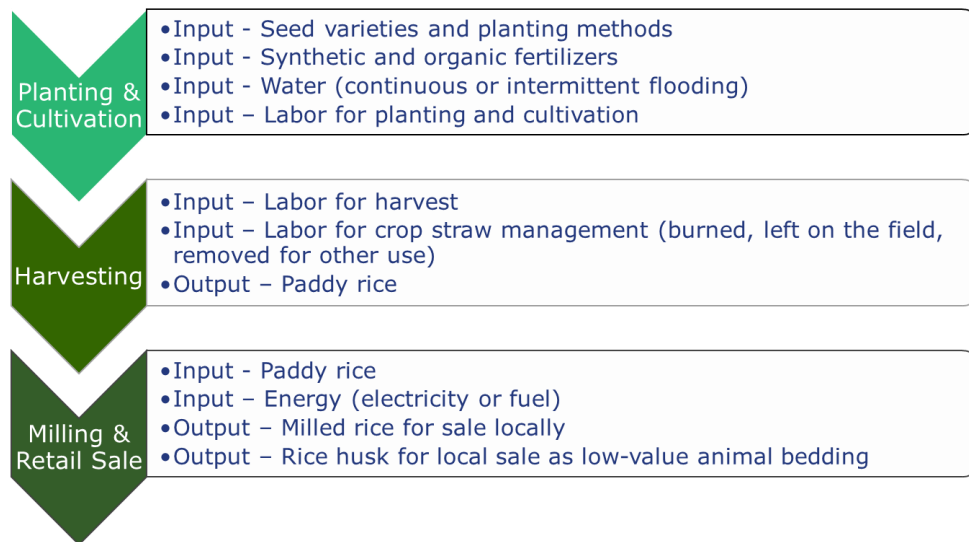 Planting &
Cultivation
•Input - Seed varieties and planting methods
•Input - Synthetic and organic fertilizers
•Input - Water (continuous or intermittent flooding)
•Input – Labor for planting and cultivation
Harvesting
•Input – Labor for harvest
•Input – Labor for crop straw management (burned, left on the field,
removed for other use)
•Output – Paddy rice
Milling &
Retail Sale
•Input - Paddy rice
•Input – Energy (electricity or fuel)
•Output – Milled rice for sale locally
•Output – Rice husk for local sale as low-value animal bedding